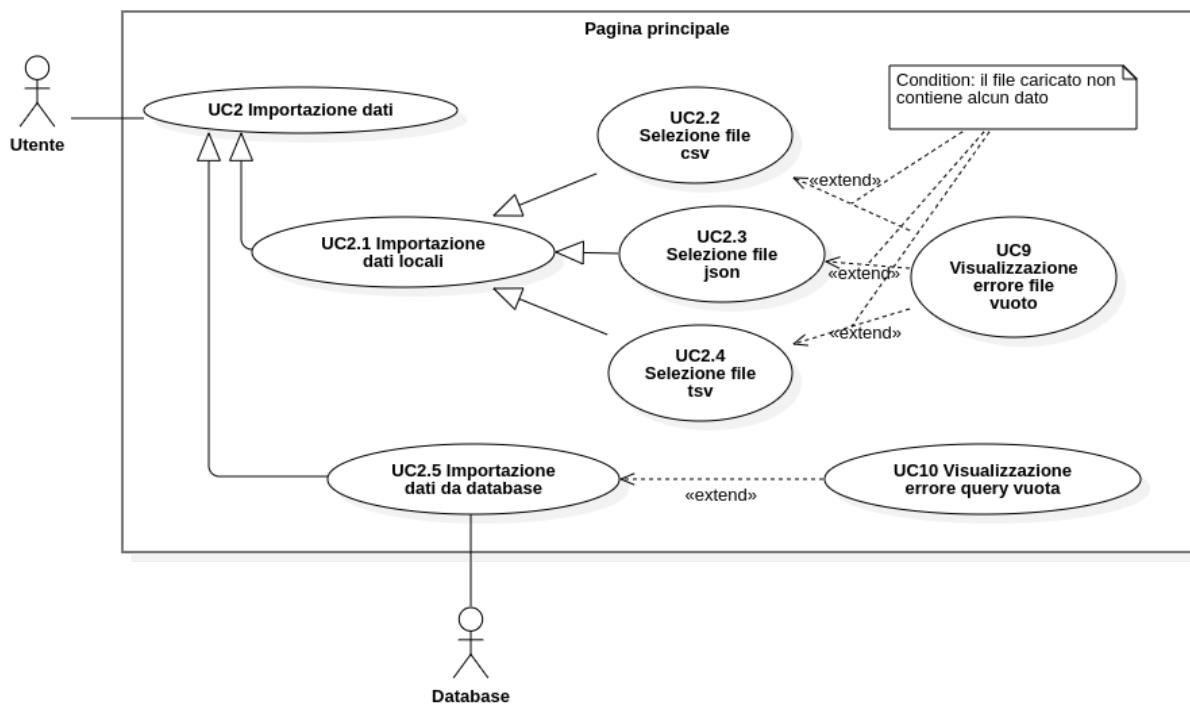 Pagina principale
Utente
UC2 Importazione dati
UC2.2
Selezione file
csv
Condition: il file caricato non
contiene alcun dato
«extend»
UC2.1 Importazione
dati locali
UC2.3
Selezione file
json
«extend»
UC9
Visualizzazione
errore file
vuoto
UC2.4
Selezione file
tsv
«extend»
UC2.5 Importazione
dati da database
«extend»
UC10 Visualizzazione
errore query vuota
Database